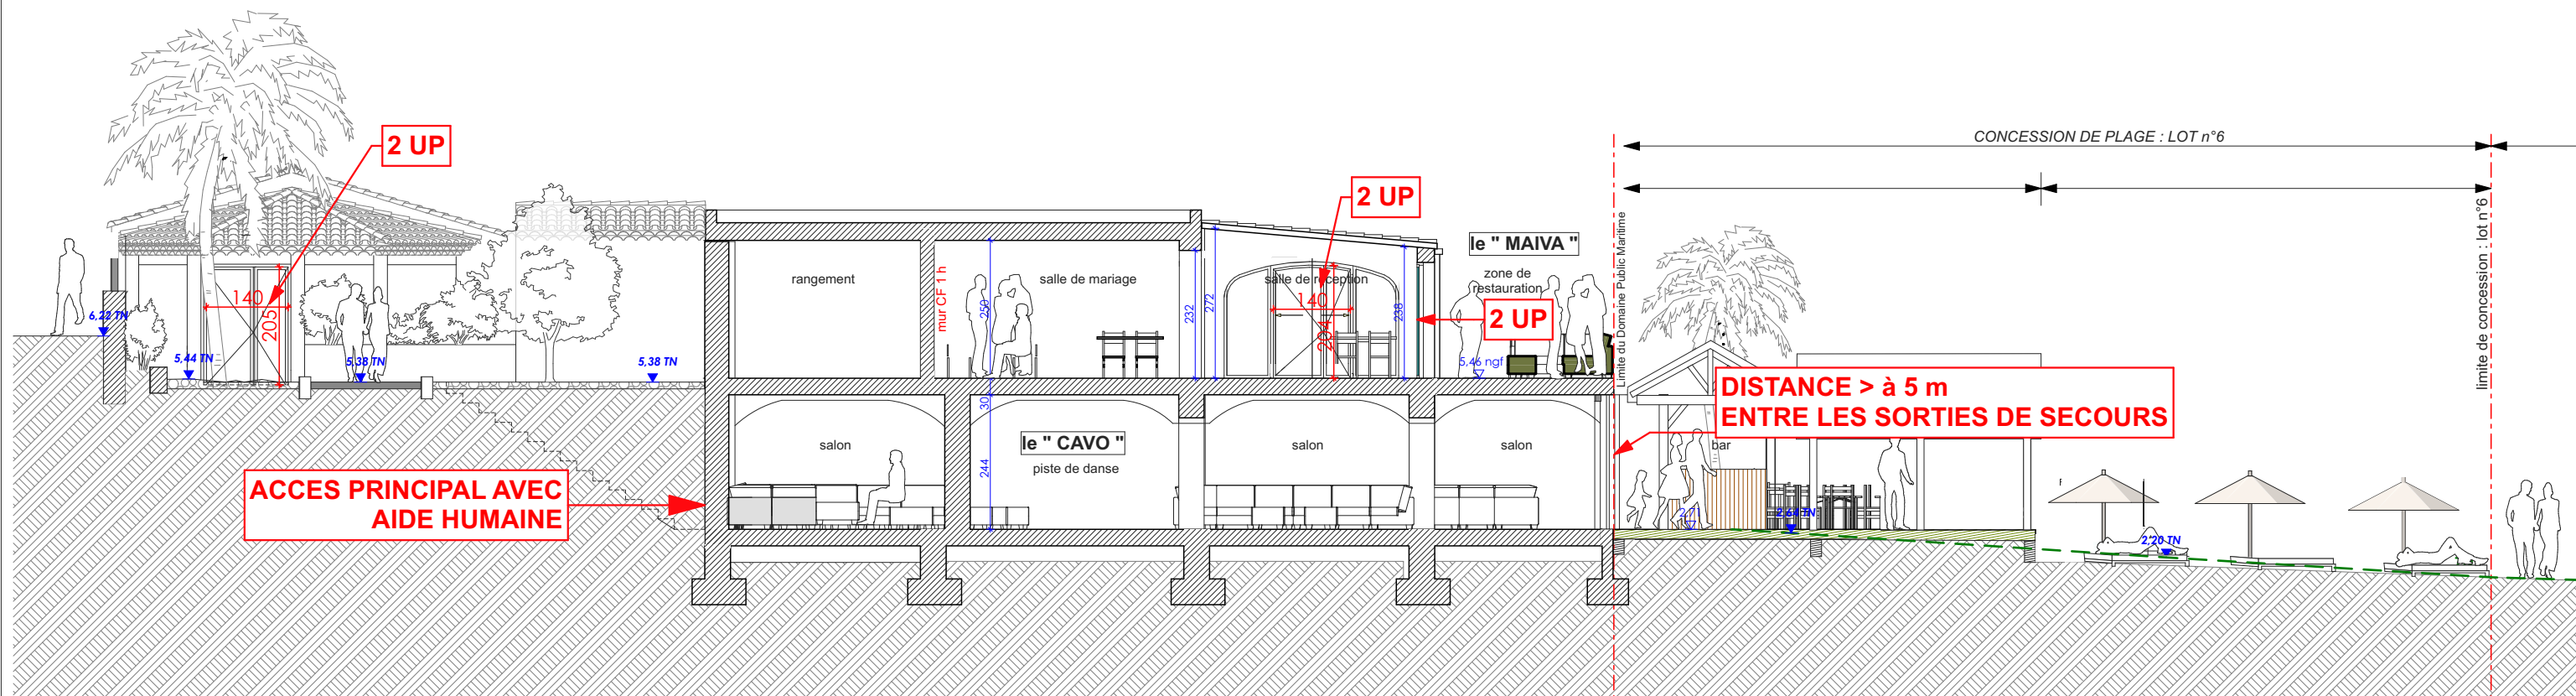 CONCESSION DE PLAGE : LOT n°6
2 UP
2 UP
le " MAIVA "
zone de
restauration
2 UP
rangement
mur CF 1 h
salle de mariage
salle de réception
140
205
140
204
250
232
272
238
6,22 TN
5,44 TN
5,38 TN
5,38 TN
5,46 ngf
Limite du Domaine Public Maritime
limite de concession : lot n°6
DISTANCE > à 5 m
ENTRE LES SORTIES DE SECOURS
30
244
salon
le " CAVO "
piste de danse
salon
salon
bar
ACCES PRINCIPAL AVEC
AIDE HUMAINE
2,71
2,64 TN
2,20 TN